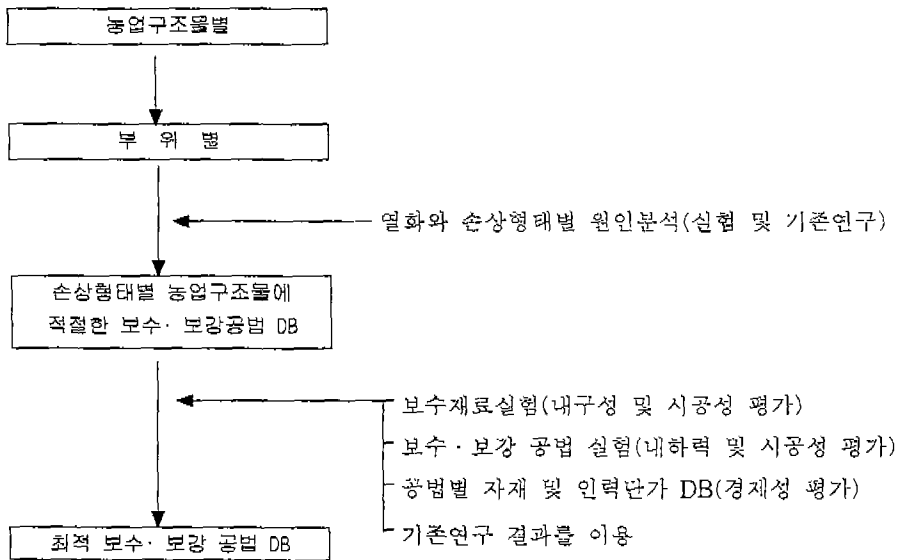 농업구조물별
부 위 별
열화와 손상형태별 원인분석(실험 및 기존연구)
손상형태별 농업구조물에
적절한 보수· 보강공법 DB
보수재료실험(내구성 및 시공성 평가)
보수 · 보강 공법 실험(내하력 및 시공성 평가)
공법별 자재 및 인력단가 DB(경제성 평가)
기존연구 결과를 이용
최적 보수· 보강 공법 DB